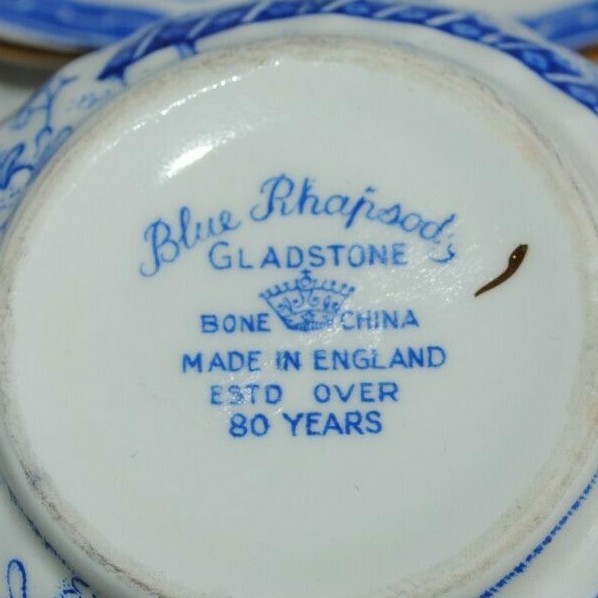 Blue Rhapsody
GLADSTONE
BONE CHINA
MADE IN ENGLAND
ESTD OVER
80 YEARS